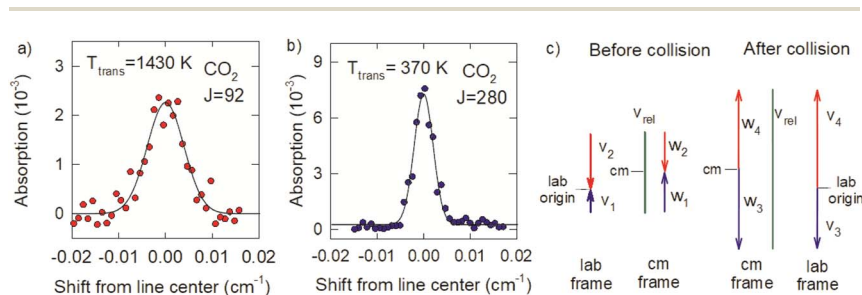 a)
T_trans=1430 K
CO₂
J=92
Absorption (10⁻³)
3
2
1
0
-0.02 -0.01 0.00 0.01 0.02
Shift from line center (cm⁻¹)
b)
T_trans=370 K
CO₂
J=280
Absorption (10⁻³)
9
6
3
0
-0.02 -0.01 0.00 0.01 0.02
Shift from line center (cm⁻¹)
c)
Before collision
After collision
v_rel
v₂
w₂
cm
lab
origin
v₁
w₁
lab
frame
cm
frame
w₄
v_rel
v₄
cm
lab
origin
w₃
v₃
cm
frame
lab
frame